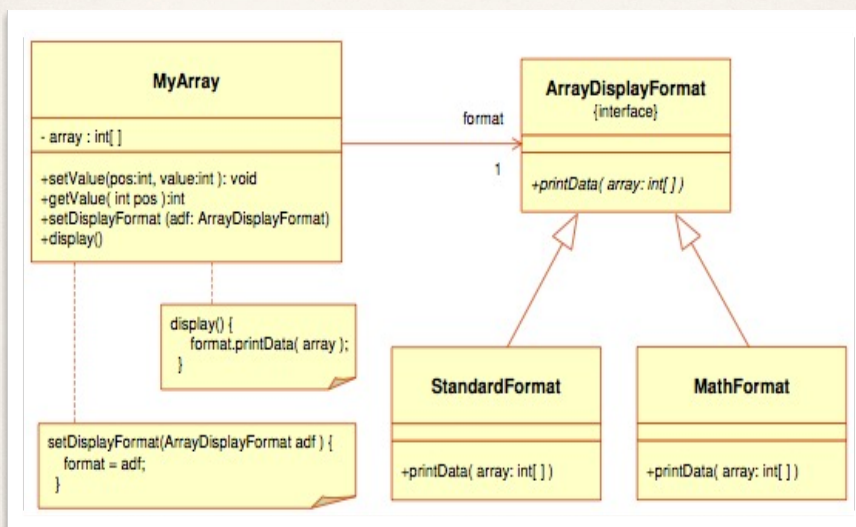 MyArray
- array : int[ ]
+setValue(pos:int, value:int ): void
+getValue( int pos ):int
+setDisplayFormat (adf: ArrayDisplayFormat)
+display()
format
1
ArrayDisplayFormat
{interface}
+printData( array: int[ ] )
display() {
format.printData( array );
}
setDisplayFormat(ArrayDisplayFormat adf ) {
format = adf;
}
StandardFormat
+printData( array: int[ ] )
MathFormat
+printData( array: int[ ] )